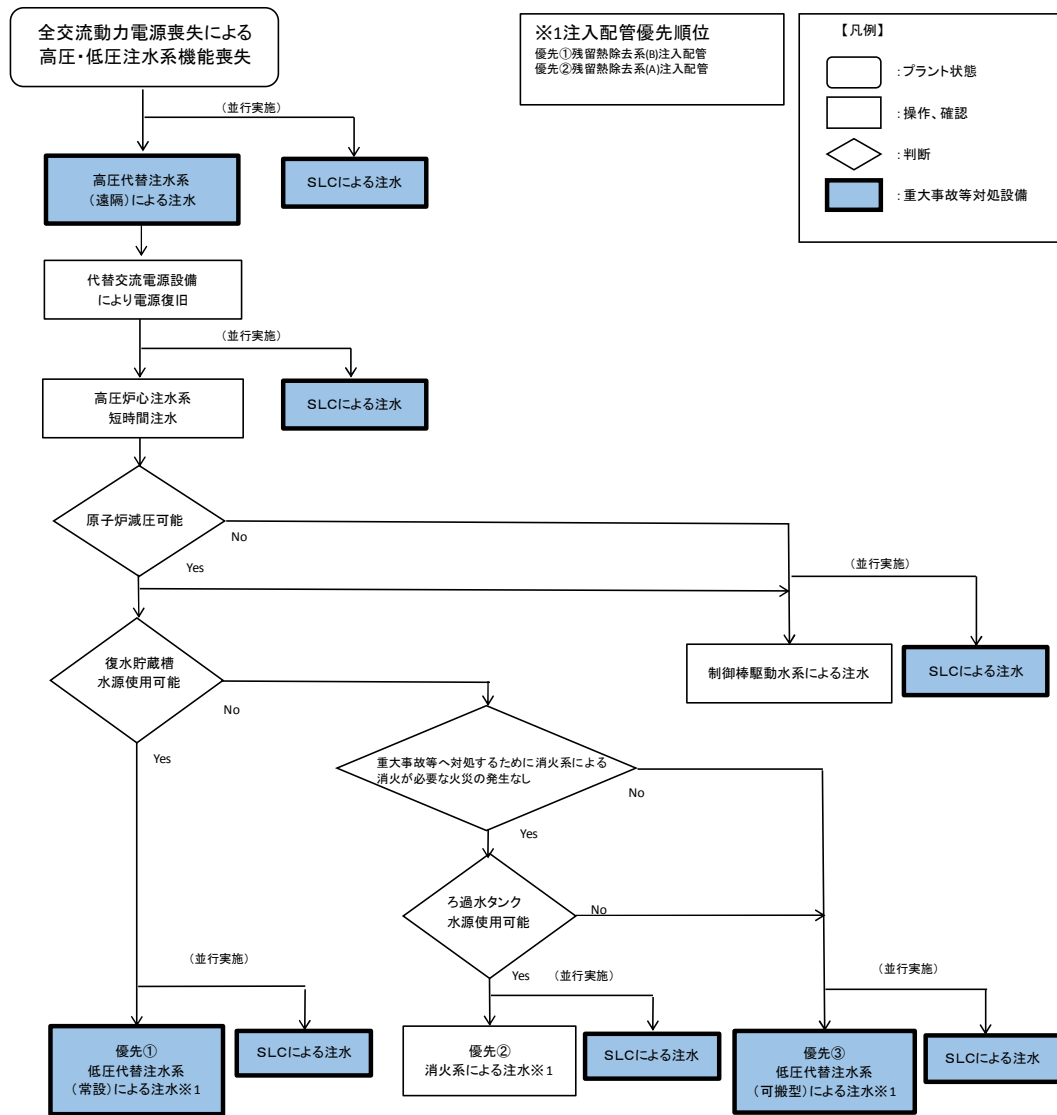 全交流動力電源喪失による
高圧・低圧注水系機能喪失
※1注入配管優先順位
優先①残留熱除去系(B)注入配管
優先②残留熱除去系(A)注入配管
【凡例】
：プラント状態
：操作、確認
：判断
：重大事故等対処設備
（並行実施）
高圧代替注水系
（遠隔）による注水
SLCによる注水
代替交流電源設備
により電源復旧
（並行実施）
高圧炉心注水系
短時間注水
SLCによる注水
原子炉減圧可能
No
Yes
（並行実施）
復水貯蔵槽
水源使用可能
No
Yes
制御棒駆動水系による注水
SLCによる注水
重大事故等へ対処するために消火系による
消火が必要な火災の発生なし
No
Yes
ろ過水タンク
水源使用可能
No
Yes
（並行実施）
（並行実施）
（並行実施）
優先①
低圧代替注水系
（常設）による注水※1
SLCによる注水
優先②
消火系による注水※1
SLCによる注水
優先③
低圧代替注水系
（可搬型）による注水※1
SLCによる注水